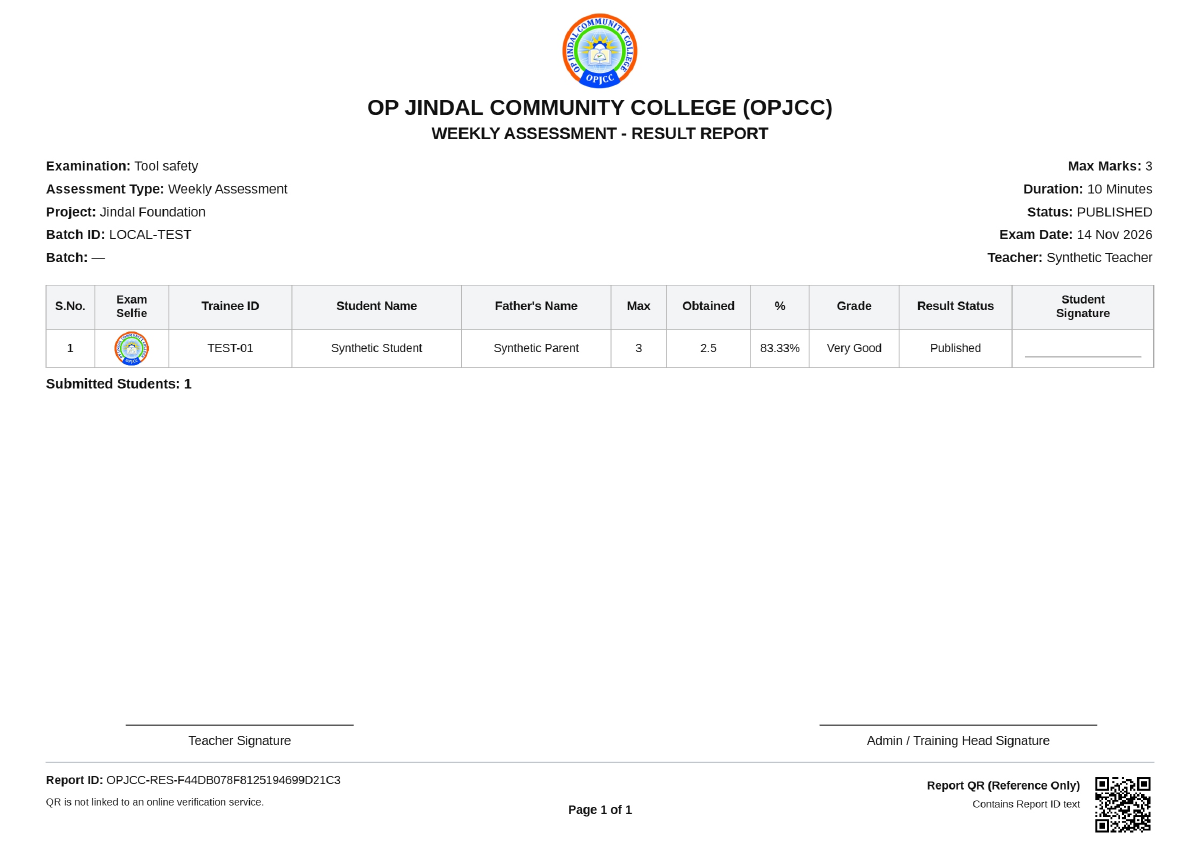 OP JINDAL COMMUNITY COLLEGE
OPJCC
OP JINDAL COMMUNITY COLLEGE (OPJCC)
WEEKLY ASSESSMENT - RESULT REPORT
Examination: Tool safety
Max Marks: 3
Assessment Type: Weekly Assessment
Duration: 10 Minutes
Project: Jindal Foundation
Status: PUBLISHED
Batch ID: LOCAL-TEST
Exam Date: 14 Nov 2026
Batch: —
Teacher: Synthetic Teacher
S.No. Exam Selfie Trainee ID Student Name Father's Name Max Obtained % Grade Result Status Student Signature
1 TEST-01 Synthetic Student Synthetic Parent 3 2.5 83.33% Very Good Published
Submitted Students: 1
Teacher Signature
Admin / Training Head Signature
Report ID: OPJCC-RES-F44DB078F8125194699D21C3
QR is not linked to an online verification service.
Page 1 of 1
Report QR (Reference Only)
Contains Report ID text